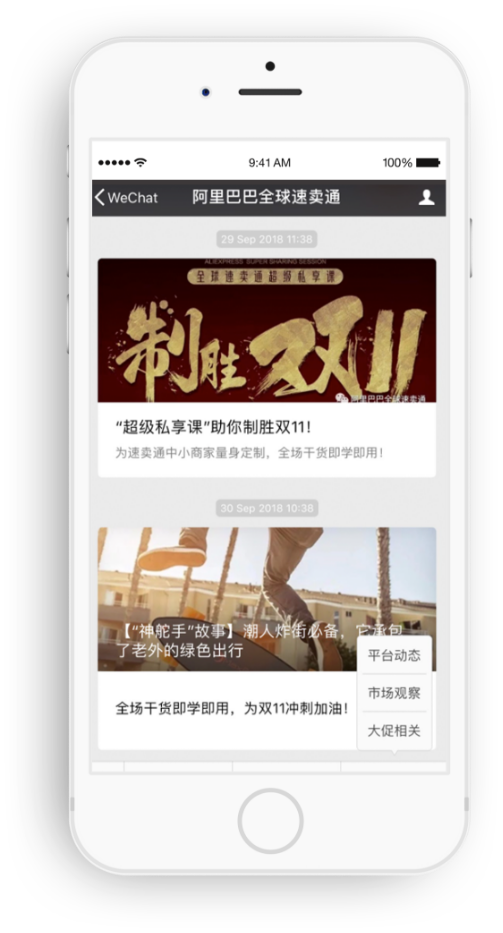 9:41 AM
100%
WeChat
阿里巴巴全球速卖通
29 Sep 2018 11:38
ALIEXPRESS SUPER SHARING SESSION
全球速卖通超级私享课
制胜双11
阿里巴巴全球速卖通
“超级私享课”助你制胜双11!
为速卖通中小商家量身定制，全场干货即学即用!
30 Sep 2018 10:38
【“神舵手”故事】潮人炸街必备，它承包
了老外的绿色出行
全场干货即学即用，为双11冲刺加油!
平台动态
市场观察
大促相关